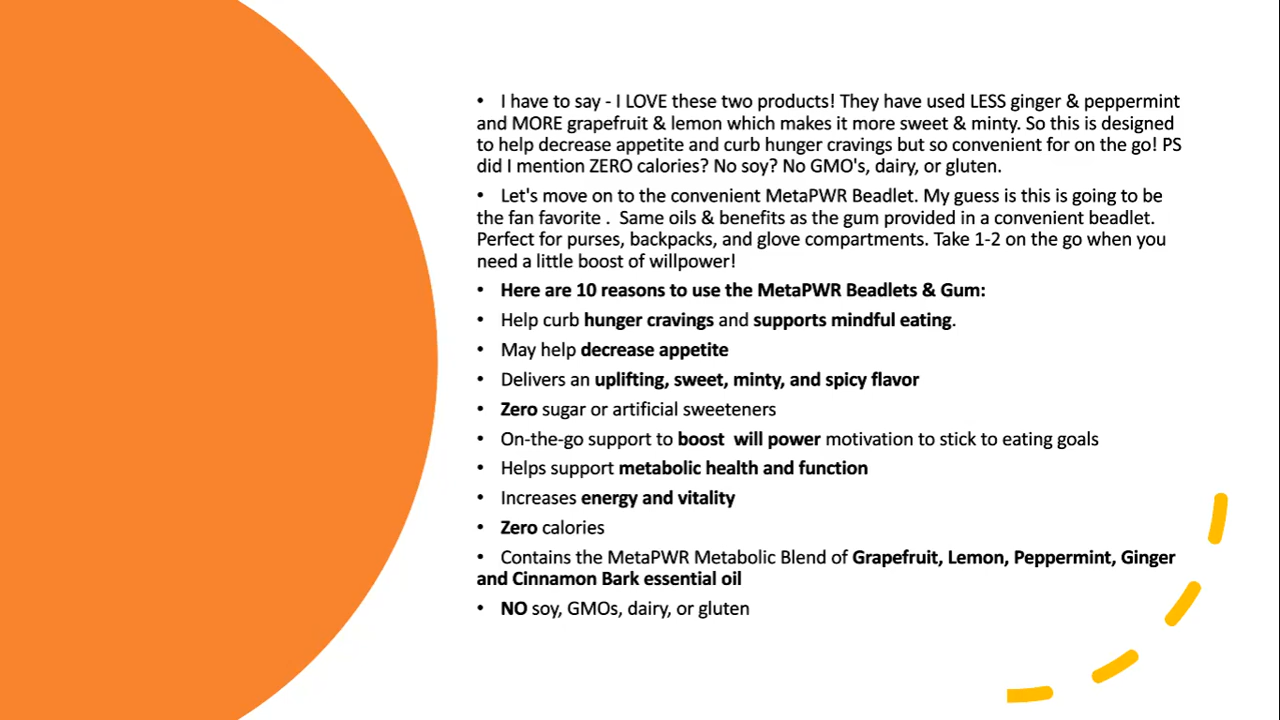 • I have to say - I LOVE these two products! They have used LESS ginger & peppermint
and MORE grapefruit & lemon which makes it more sweet & minty. So this is designed
to help decrease appetite and curb hunger cravings but so convenient for on the go! PS
did I mention ZERO calories? No soy? No GMO's, dairy, or gluten.
• Let's move on to the convenient MetaPWR Beadlet. My guess is this is going to be
the fan favorite .  Same oils & benefits as the gum provided in a convenient beadlet.
Perfect for purses, backpacks, and glove compartments. Take 1-2 on the go when you
need a little boost of willpower!
• Here are 10 reasons to use the MetaPWR Beadlets & Gum:
• Help curb hunger cravings and supports mindful eating.
• May help decrease appetite
• Delivers an uplifting, sweet, minty, and spicy flavor
• Zero sugar or artificial sweeteners
• On-the-go support to boost  will power motivation to stick to eating goals
• Helps support metabolic health and function
• Increases energy and vitality
• Zero calories
• Contains the MetaPWR Metabolic Blend of Grapefruit, Lemon, Peppermint, Ginger
and Cinnamon Bark essential oil
• NO soy, GMOs, dairy, or gluten